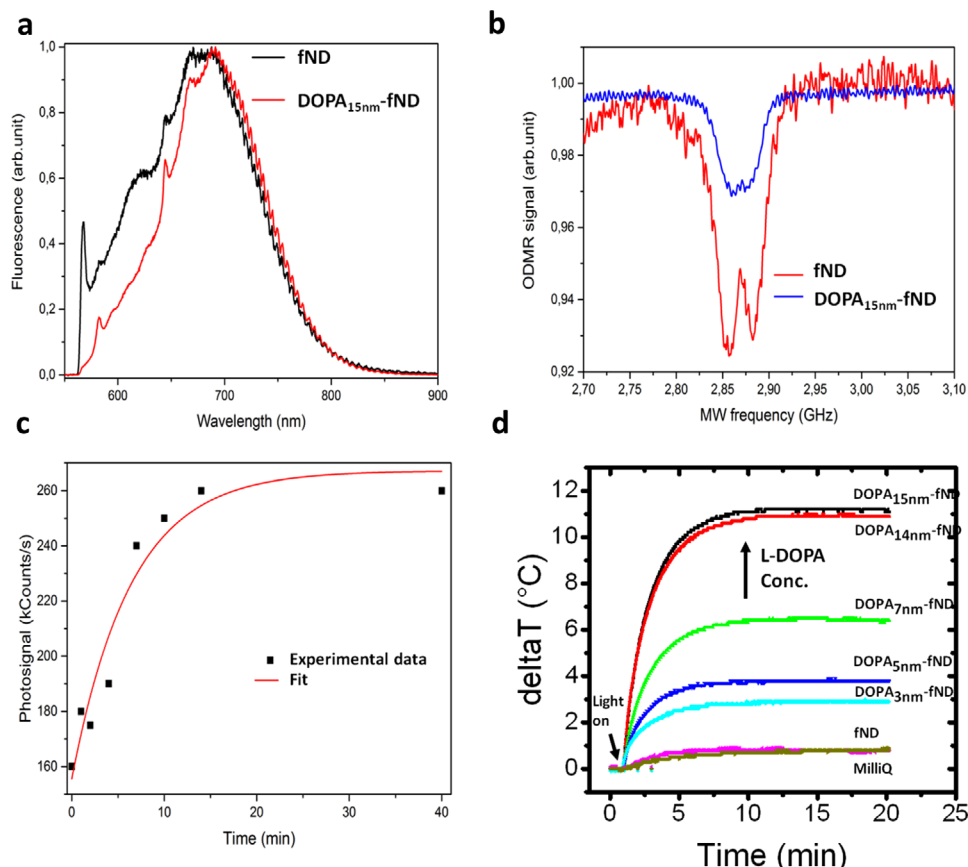 a
fND
DOPA15nm-fND
Fluorescence (arb.unit)
1,0
0,8
0,6
0,4
0,2
0,0
600
700
800
900
Wavelength (nm)
b
ODMR signal (arb.unit)
1,00
0,98
0,96
0,94
0,92
fND
DOPA15nm-fND
2,70
2,75
2,80
2,85
2,90
2,95
3,00
3,05
3,10
MW frequency (GHz)
c
Photosignal (kCounts/s)
260
240
220
200
180
160
Experimental data
Fit
0
10
20
30
40
Time (min)
d
deltaT (°C)
12
10
8
6
4
2
0
DOPA15nm-fND
DOPA14nm-fND
L-DOPA
Conc.
DOPA7nm-fND
DOPA5nm-fND
DOPA3nm-fND
Light
on
fND
MilliQ
0
5
10
15
20
25
Time (min)